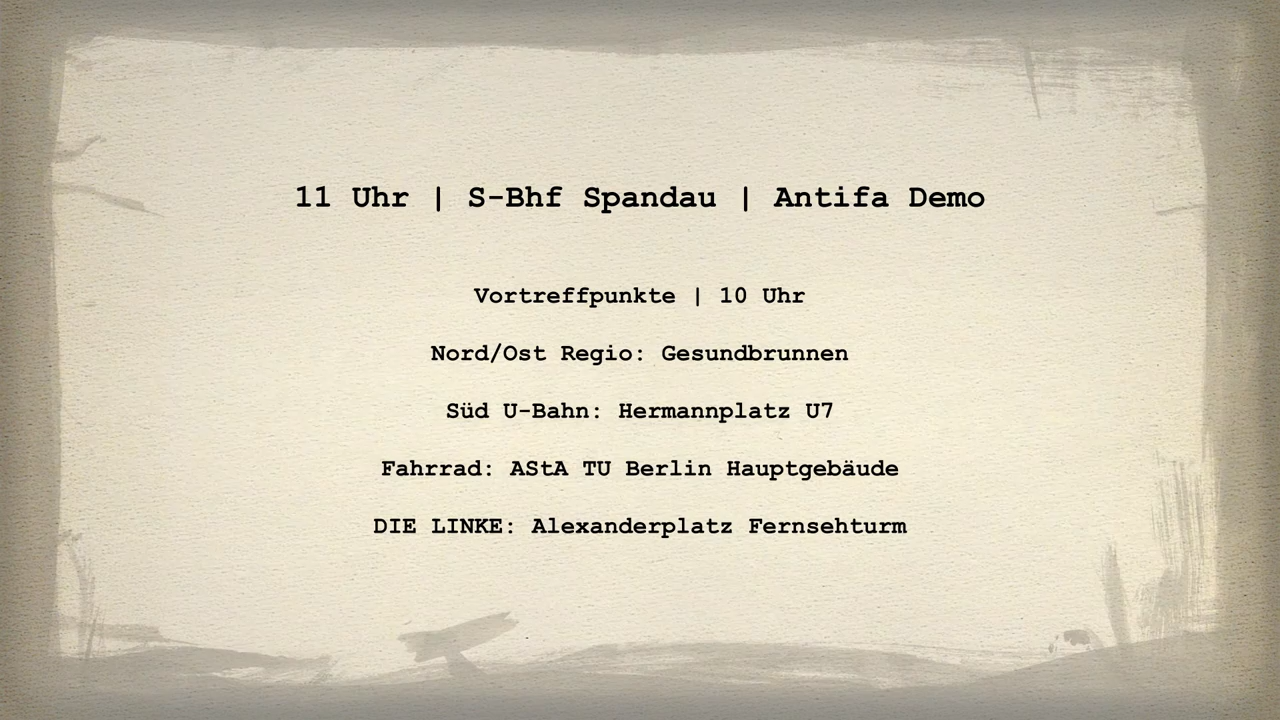 11 Uhr | S-Bhf Spandau | Antifa Demo
Vortreffpunkte | 10 Uhr
Nord/Ost Regio: Gesundbrunnen
Süd U-Bahn: Hermannplatz U7
Fahrrad: AStA TU Berlin Hauptgebäude
DIE LINKE: Alexanderplatz Fernsehturm